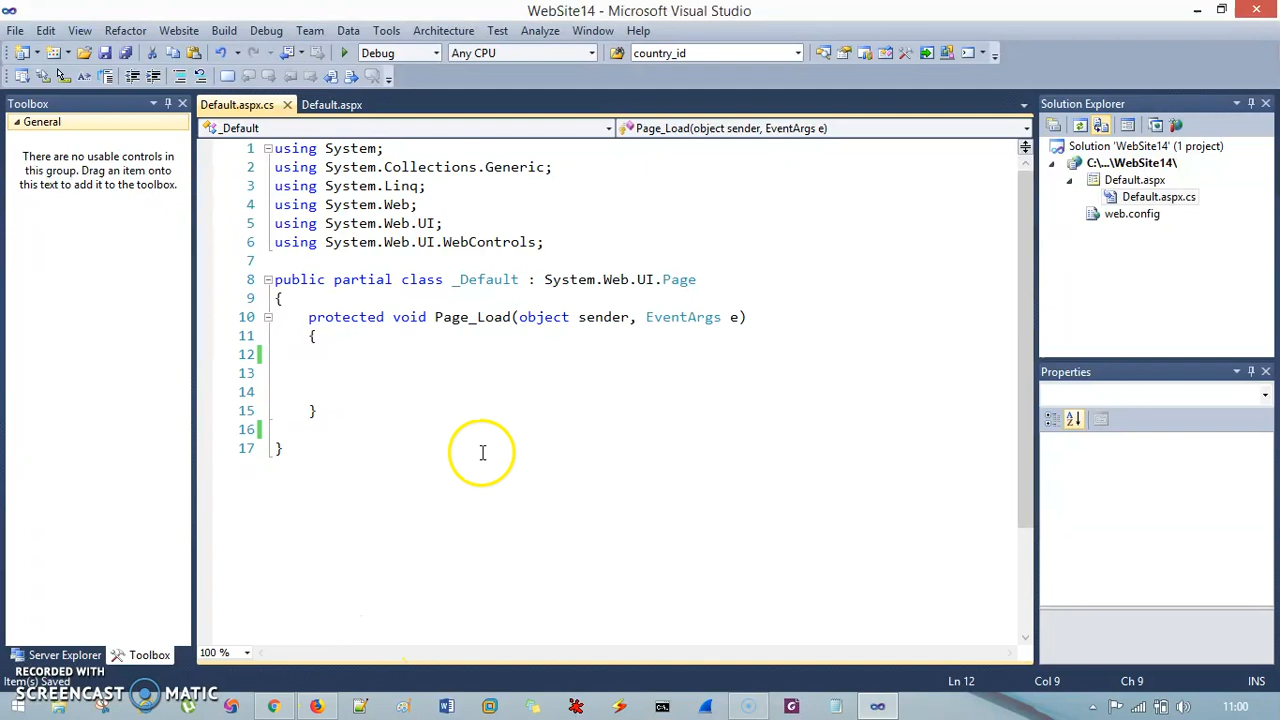 WebSite14 - Microsoft Visual Studio
File Edit View Refactor Website Build Debug Team Data Tools Architecture Test Analyze Window Help
Debug Any CPU country_id
Toolbox
General
There are no usable controls in
this group. Drag an item onto
this text to add it to the toolbox.
Server Explorer Toolbox
Default.aspx.cs Default.aspx
_Default Page_Load(object sender, EventArgs e)
1 using System;
2 using System.Collections.Generic;
3 using System.Linq;
4 using System.Web;
5 using System.Web.UI;
6 using System.Web.UI.WebControls;
7
8 public partial class _Default : System.Web.UI.Page
9 {
10 protected void Page_Load(object sender, EventArgs e)
11 {
12
13
14
15 }
16
17 }
100 %
Solution Explorer
Solution 'WebSite14' (1 project)
C:\...\WebSite14\
Default.aspx
Default.aspx.cs
web.config
Properties
Item(s) Saved
Ln 12 Col 9 Ch 9 INS
RECORDED WITH
SCREENCAST MATIC
11:00